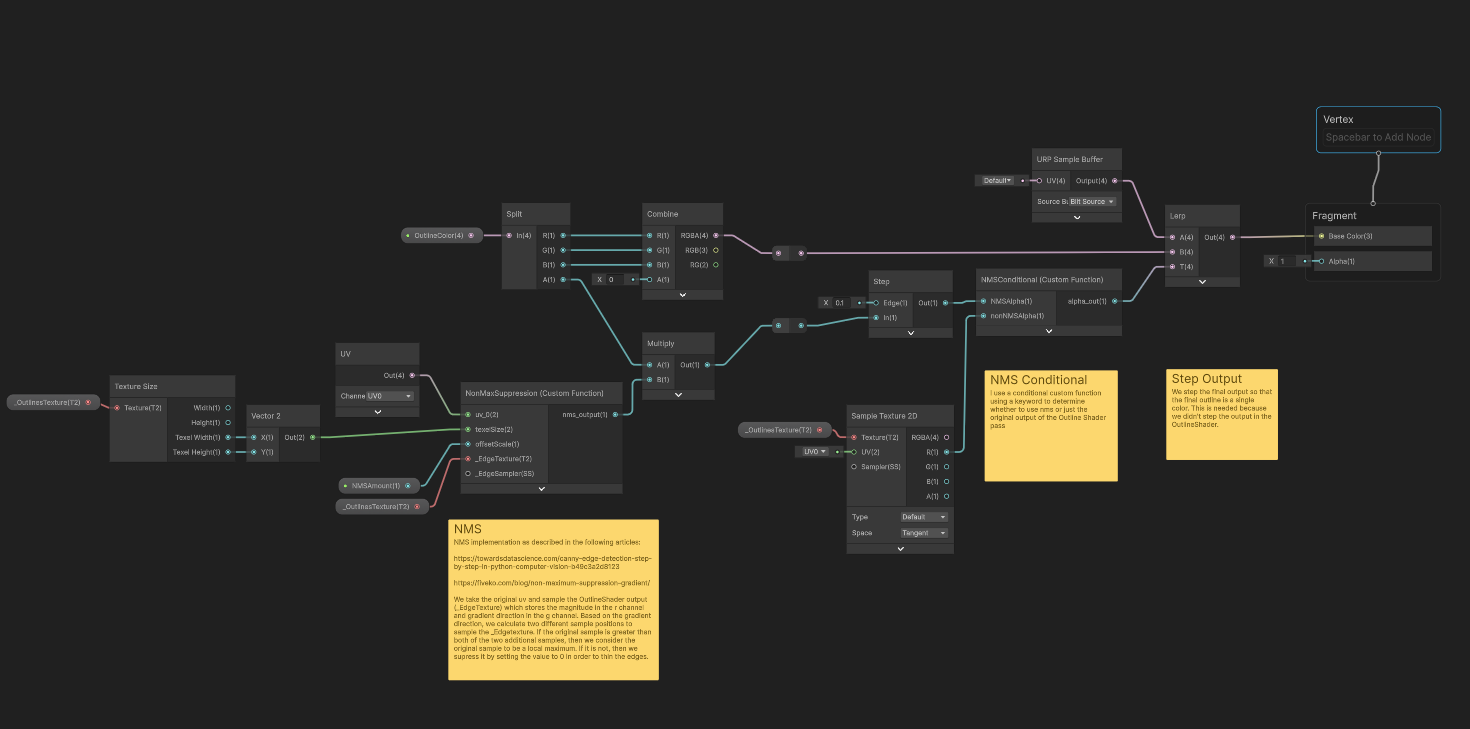 Vertex
Spacebar to Add Node
URP Sample Buffer
Default
UV(4)
Output(4)
Source Bu
Blit Source
Split
In(4)
R(1)
G(1)
B(1)
A(1)
OutlineColor(4)
Combine
R(1)
G(1)
B(1)
A(1)
RGBA(4)
RGB(3)
RG(2)
X 0
Lerp
A(4)
B(4)
T(4)
Out(4)
Fragment
Base Color(3)
Alpha(1)
X 1
Step
Edge(1)
In(1)
Out(1)
X 0.1
NMSConditional (Custom Function)
NMSAlpha(1)
nonNMSAlpha(1)
alpha_out(1)
Multiply
A(1)
B(1)
Out(1)
UV
Out(4)
Channe
UV0
Texture Size
Texture(T2)
Width(1)
Height(1)
Texel Width(1)
Texel Height(1)
_OutlinesTexture(T2)
Vector 2
X(1)
Y(1)
Out(2)
NonMaxSuppression (Custom Function)
uv_0(2)
texelSize(2)
offsetScale(1)
_EdgeTexture(T2)
_EdgeSampler(SS)
nms_output(1)
NMSAmount(1)
_OutlinesTexture(T2)
Sample Texture 2D
Texture(T2)
UV(2)
Sampler(SS)
RGBA(4)
R(1)
G(1)
B(1)
A(1)
Type
Default
Space
Tangent
_OutlinesTexture(T2)
UV0
NMS Conditional
I use a conditional custom function
using a keyword to determine
whether to use nms or just the
original output of the Outline Shader
pass
Step Output
We step the final output so that
the final outline is a single
color. This is needed because
we didn't step the output in the
OutlineShader.
NMS
NMS implementation as described in the following articles:
https://towardsdatascience.com/canny-edge-detection-step-
by-step-in-python-computer-vision-b49c3a2d8123
https://fiveko.com/blog/non-maximum-suppression-gradient/
We take the original uv and sample the OutlineShader output
(_EdgeTexture) which stores the magnitude in the r channel
and gradient direction in the g channel. Based on the gradient
direction, we calculate two different sample positions to
sample the _Edgetexture. If the original sample is greater than
both of the two additional samples, then we consider the
original sample to be a local maximum. If it is not, then we
supress it by setting the value to 0 in order to thin the edges.